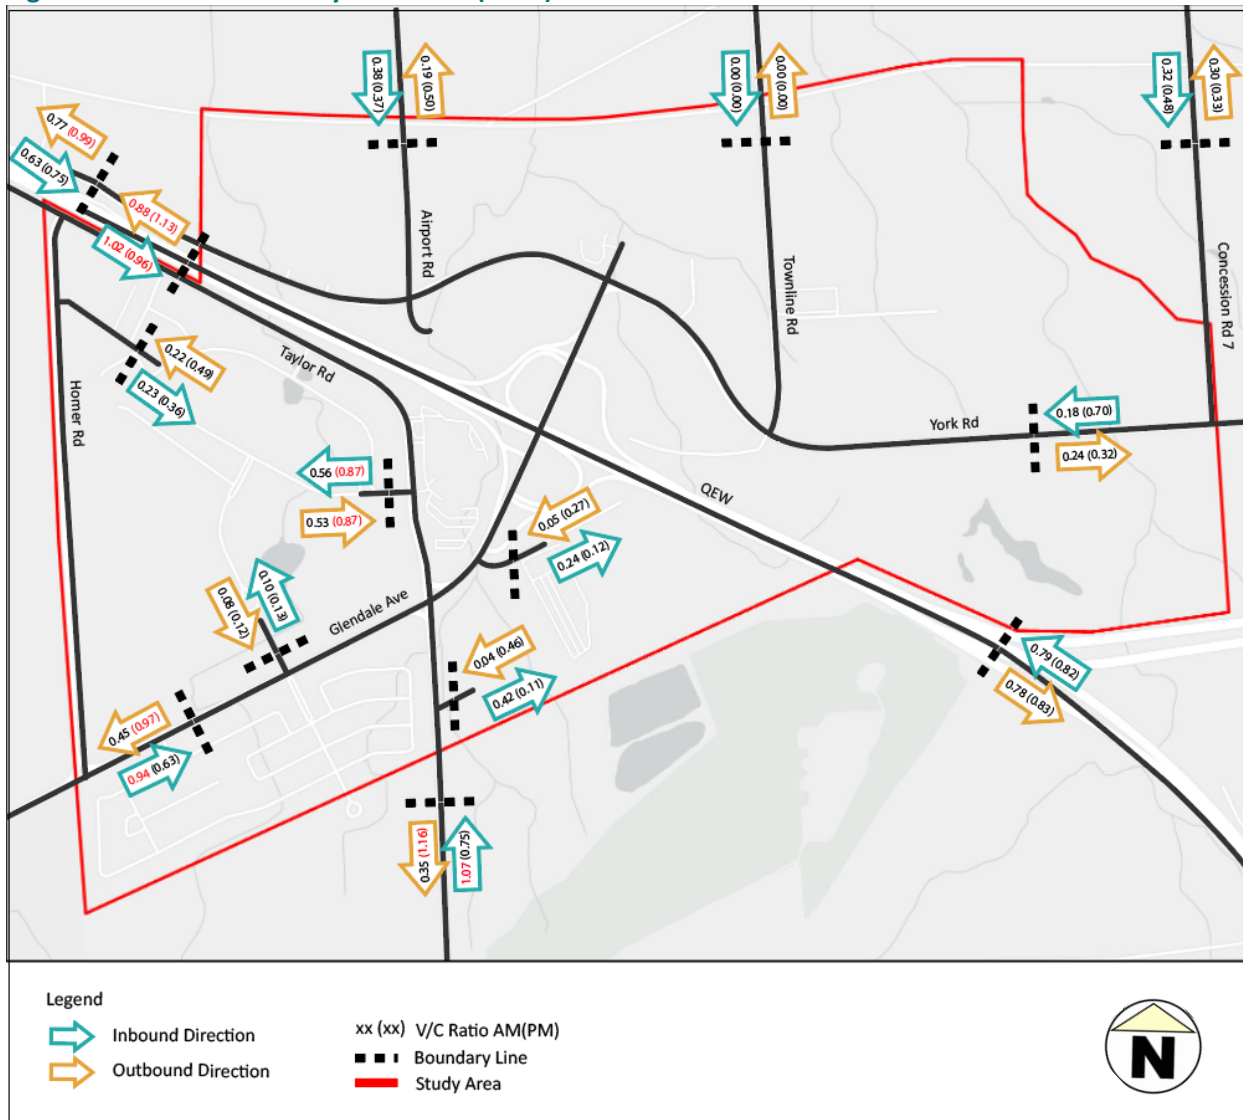 0.38 (0.37)
0.19 (0.50)
0.00 (0.00)
0.00 (0.00)
0.32 (0.48)
0.30 (0.33)
0.77 (0.99)
0.63 (0.75)
0.88 (1.13)
1.02 (0.96)
Airport Rd
Townline Rd
Concession Rd 7
0.22 (0.49)
0.23 (0.36)
Taylor Rd
Homer Rd
0.18 (0.70)
York Rd
0.24 (0.32)
0.56 (0.87)
0.53 (0.87)
QEW
0.05 (0.27)
0.24 (0.12)
0.10 (0.13)
0.08 (0.12)
Glendale Ave
0.04 (0.46)
0.42 (0.11)
0.79 (0.82)
0.78 (0.83)
0.45 (0.97)
0.94 (0.63)
0.35 (1.16)
1.07 (0.75)
Legend
Inbound Direction
Outbound Direction
xx (xx) V/C Ratio AM(PM)
Boundary Line
Study Area
N